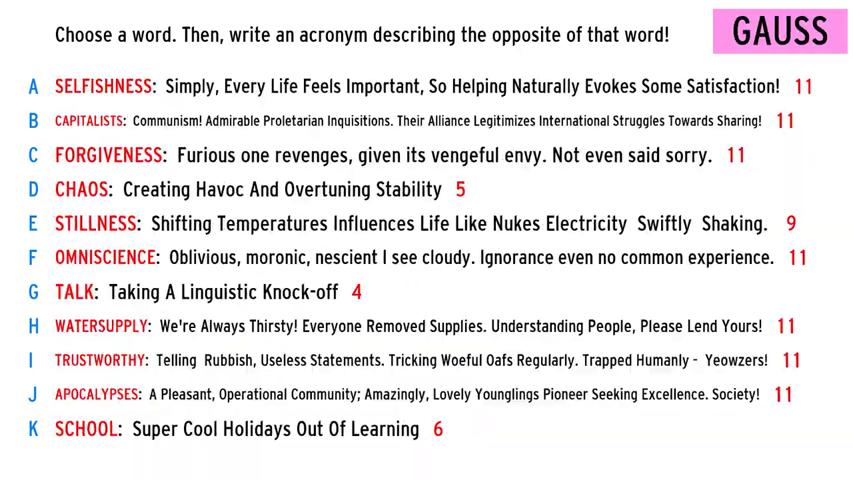 Choose a word. Then, write an acronym describing the opposite of that word!
GAUSS
A SELFISHNESS: Simply, Every Life Feels Important, So Helping Naturally Evokes Some Satisfaction! 11
B CAPITALISTS: Communism! Admirable Proletarian Inquisitions. Their Alliance Legitimizes International Struggles Towards Sharing! 11
C FORGIVENESS: Furious one revenges, given its vengeful envy. Not even said sorry. 11
D CHAOS: Creating Havoc And Overtuning Stability 5
E STILLNESS: Shifting Temperatures Influences Life Like Nukes Electricity Swiftly Shaking. 9
F OMNISCIENCE: Oblivious, moronic, nescient I see cloudy. Ignorance even no common experience. 11
G TALK: Taking A Linguistic Knock-off 4
H WATERSUPPLY: We're Always Thirsty! Everyone Removed Supplies. Understanding People, Please Lend Yours! 11
I TRUSTWORTHY: Telling Rubbish, Useless Statements. Tricking Woeful Oafs Regularly. Trapped Humanly - Yeowzers! 11
J APOCALYPSES: A Pleasant, Operational Community; Amazingly, Lovely Younglings Pioneer Seeking Excellence. Society! 11
K SCHOOL: Super Cool Holidays Out Of Learning 6